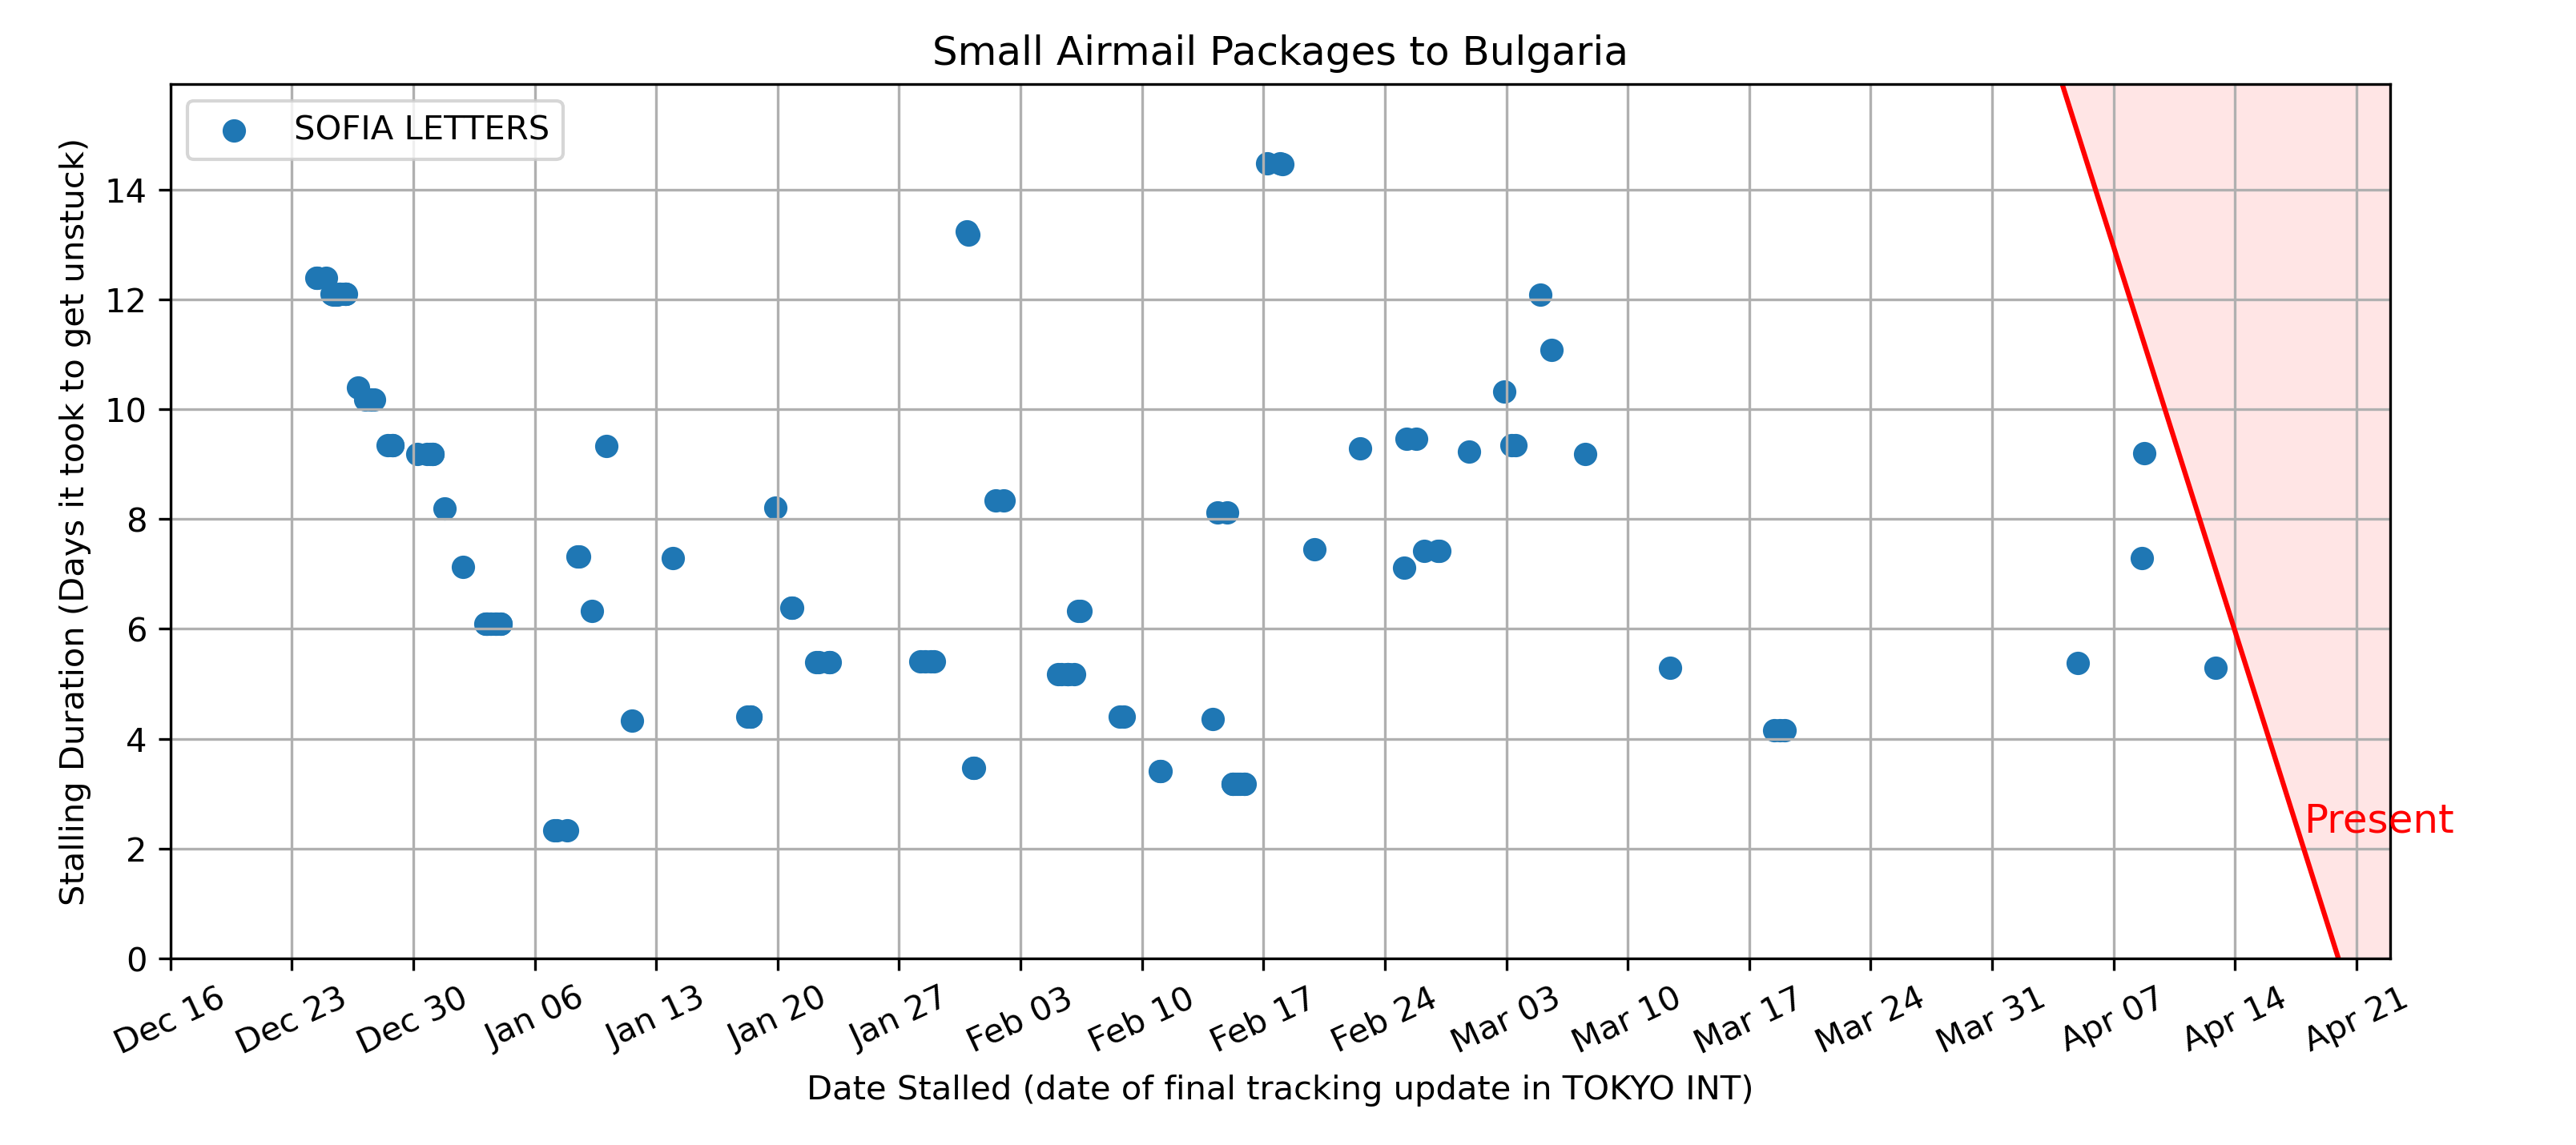 Small Airmail Packages to Bulgaria
SOFIA LETTERS
Stalling Duration (Days it took to get unstuck)
14
12
10
8
6
4
2
0
Present
Dec 16
Dec 23
Dec 30
Jan 06
Jan 13
Jan 20
Jan 27
Feb 03
Feb 10
Feb 17
Feb 24
Mar 03
Mar 10
Mar 17
Mar 24
Mar 31
Apr 07
Apr 14
Apr 21
Date Stalled (date of final tracking update in TOKYO INT)